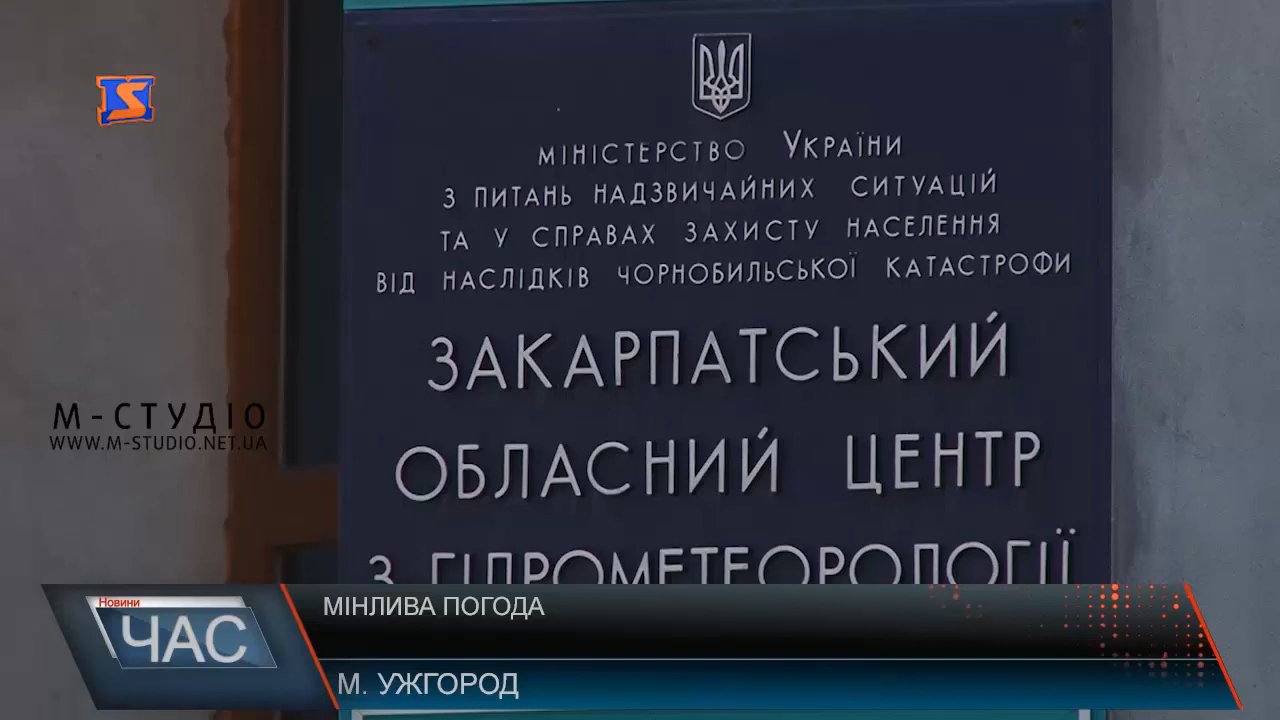 МІНІСТЕРСТВО УКРАЇНИ
З ПИТАНЬ НАДЗВИЧАЙНИХ СИТУАЦІЙ
ТА У СПРАВАХ ЗАХИСТУ НАСЕЛЕННЯ
ВІД НАСЛІДКІВ ЧОРНОБИЛЬСЬКОЇ КАТАСТРОФИ
ЗАКАРПАТСЬКИЙ
ОБЛАСНИЙ ЦЕНТР
З ГІДРОМЕТЕОРОЛОГІЇ
М-СТУДІО
WWW.M-STUDIO.NET.UA
Новини
ЧАС
МІНЛИВА ПОГОДА
М. УЖГОРОД